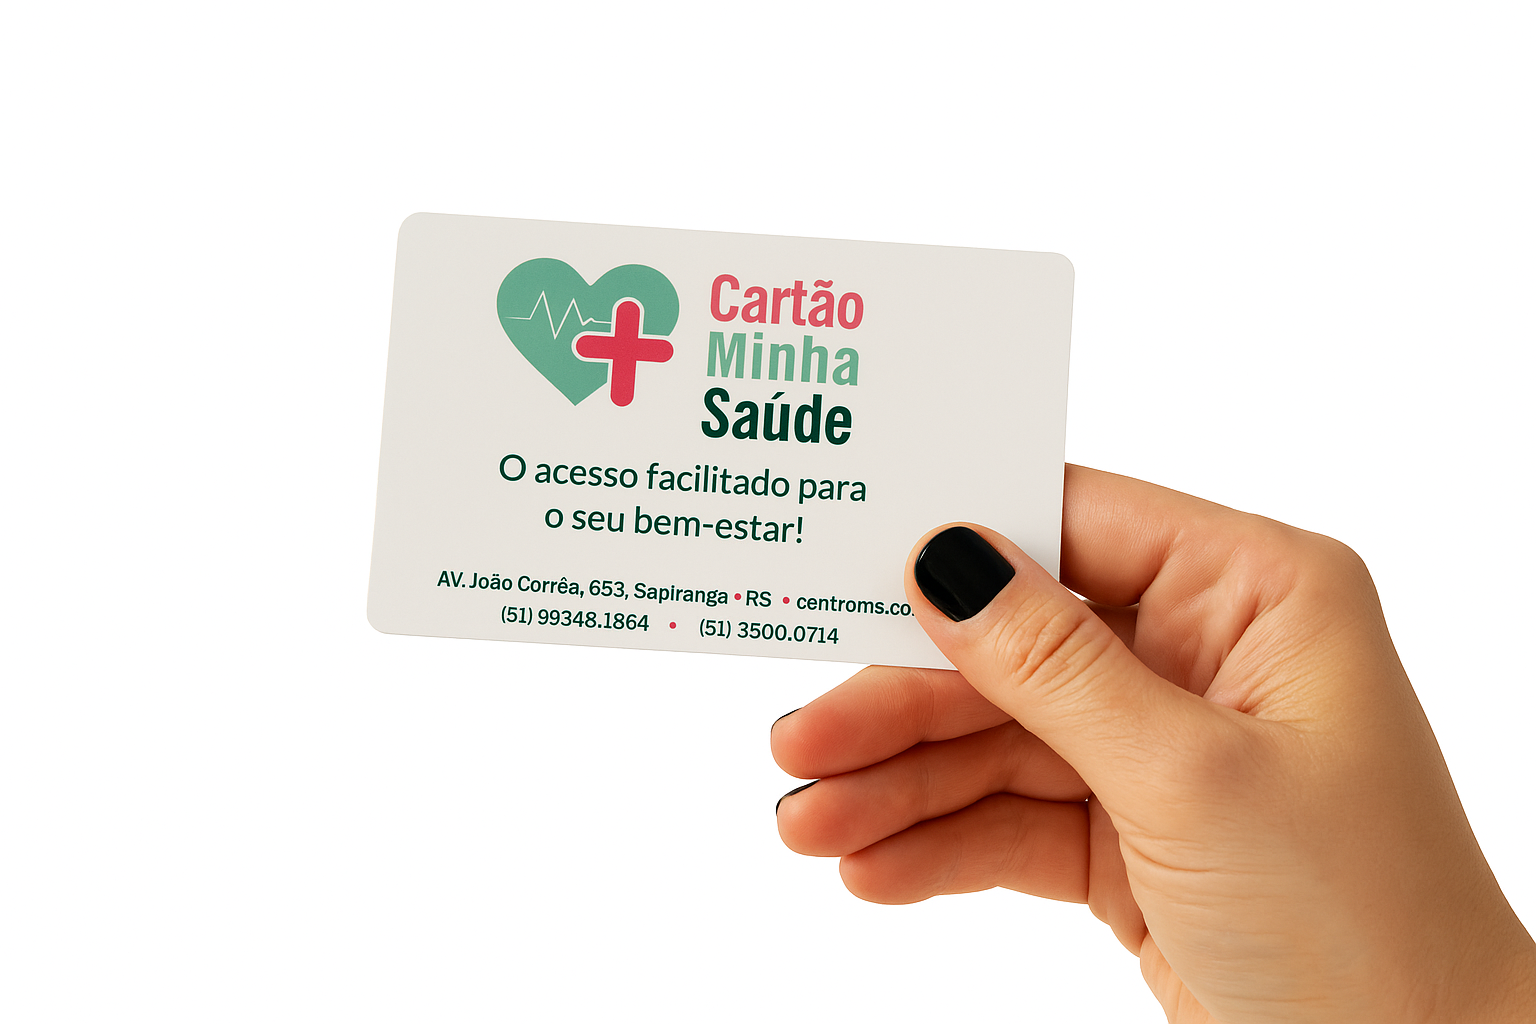 Cartão
Minha
Saúde
O acesso facilitado para
o seu bem-estar!
AV. João Corrêa, 653, Sapiranga • RS • centroms.co
(51) 99348.1864 • (51) 3500.0714